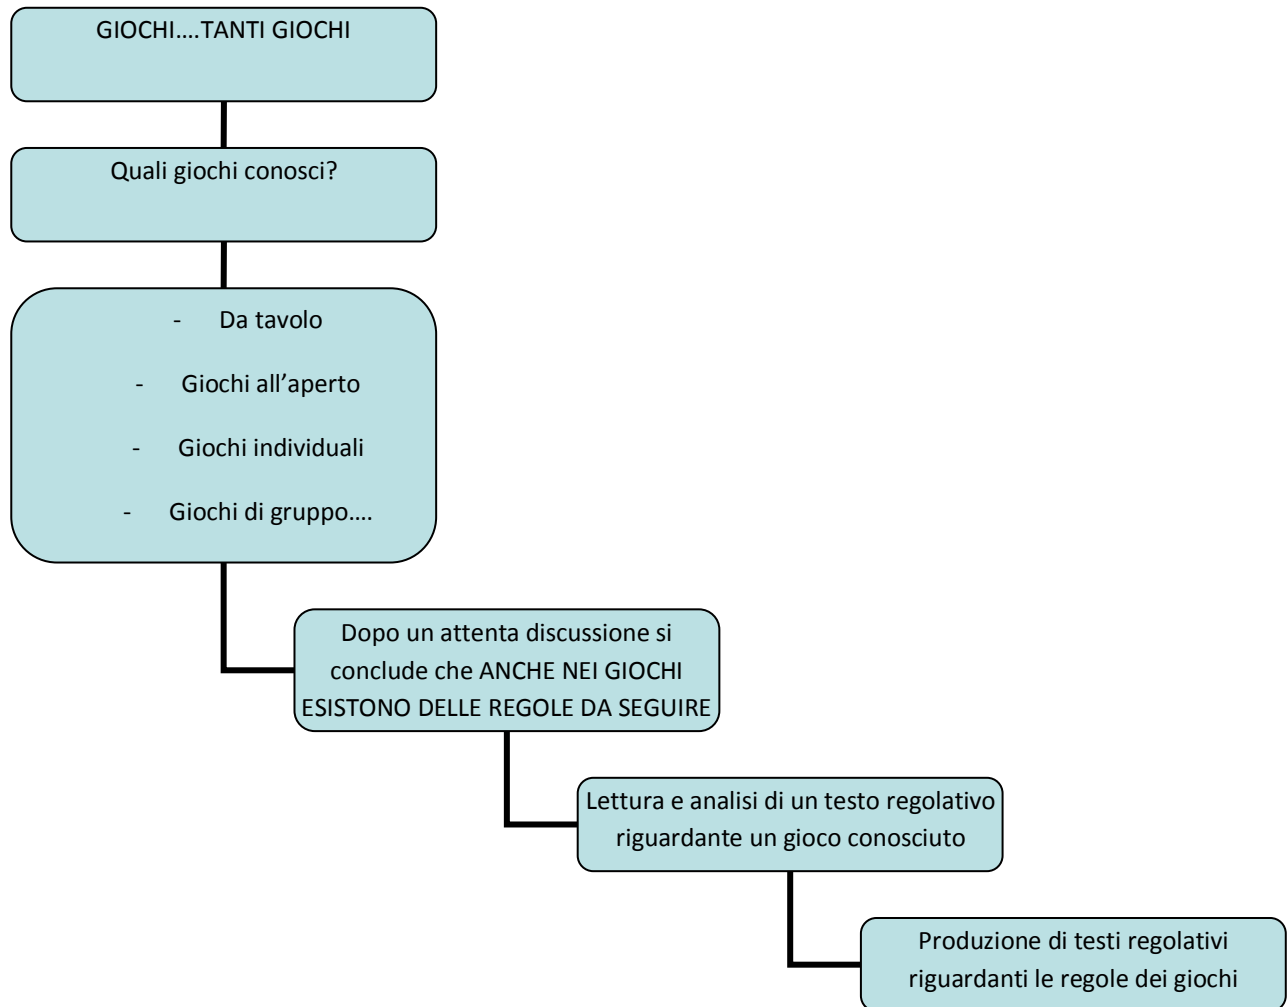 GIOCHI....TANTI GIOCHI
Quali giochi conosci?
- Da tavolo
- Giochi all’aperto
- Giochi individuali
- Giochi di gruppo....
Dopo un attenta discussione si
conclude che ANCHE NEI GIOCHI
ESISTONO DELLE REGOLE DA SEGUIRE
Lettura e analisi di un testo regolativo
riguardante un gioco conosciuto
Produzione di testi regolativi
riguardanti le regole dei giochi